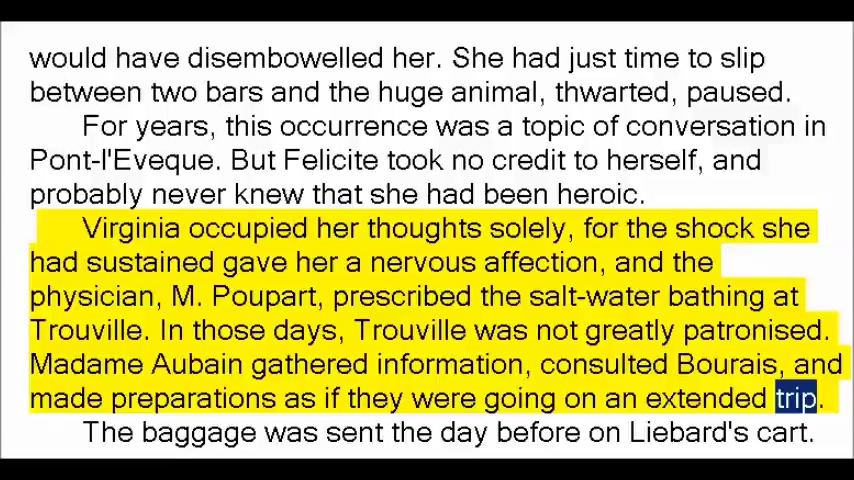 would have disembowelled her. She had just time to slip
between two bars and the huge animal, thwarted, paused.
For years, this occurrence was a topic of conversation in
Pont-l'Eveque. But Felicite took no credit to herself, and
probably never knew that she had been heroic.
Virginia occupied her thoughts solely, for the shock she
had sustained gave her a nervous affection, and the
physician, M. Poupart, prescribed the salt-water bathing at
Trouville. In those days, Trouville was not greatly patronised.
Madame Aubain gathered information, consulted Bourais, and
made preparations as if they were going on an extended trip.
The baggage was sent the day before on Liebard's cart.